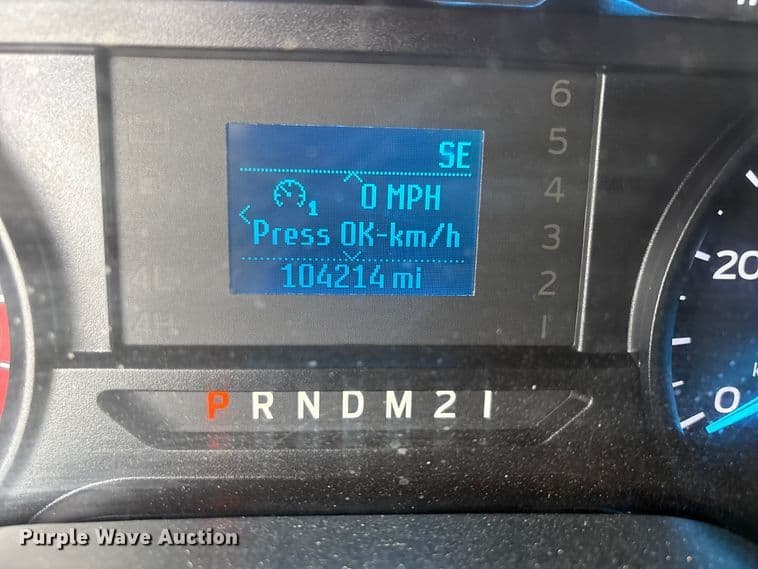 6
5
4
3
2
1
SE
1 0 MPH
Press OK-km/h
104214 mi
4L
4H
20
0
P R N D M 2 1
Purple Wave Auction